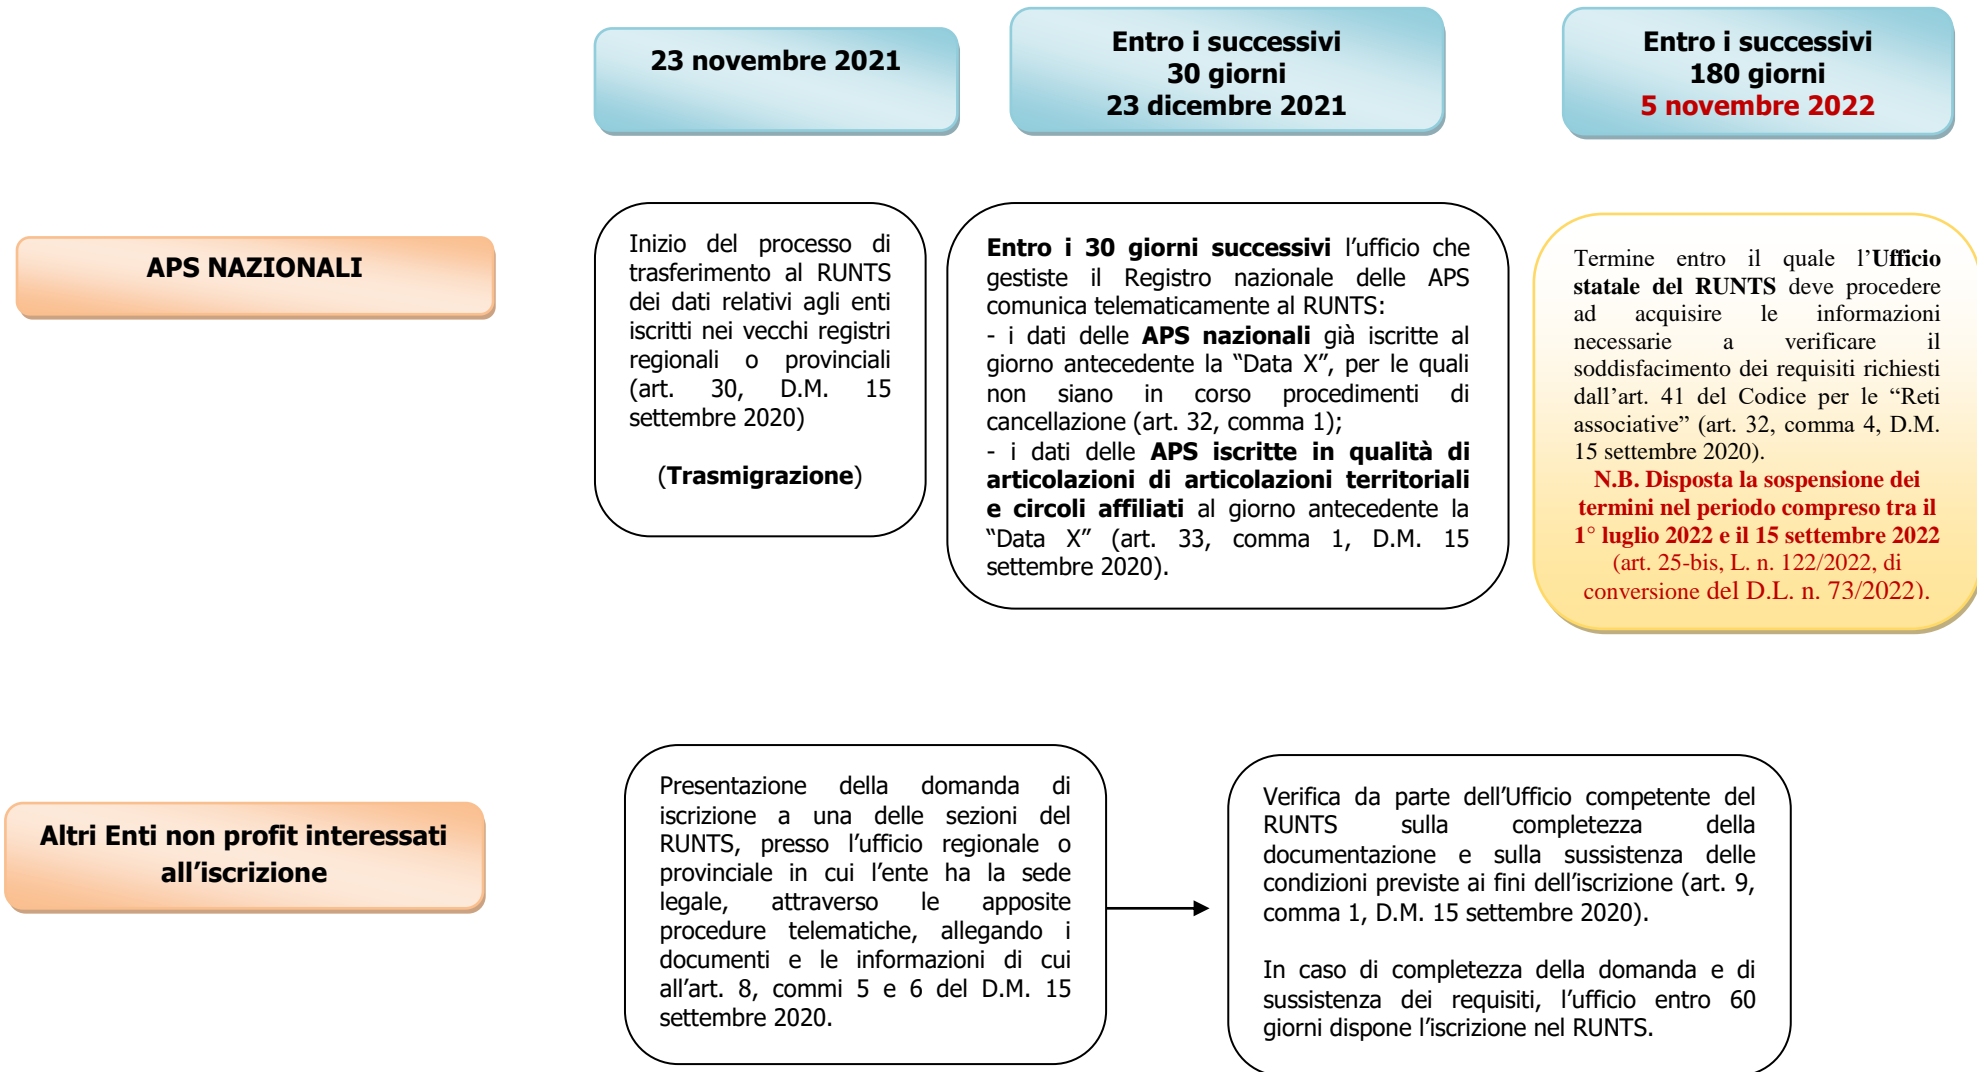 23 novembre 2021
Entro i successivi
30 giorni
23 dicembre 2021
Entro i successivi
180 giorni
5 novembre 2022
APS NAZIONALI
Inizio del processo di
trasferimento al RUNTS
dei dati relativi agli enti
iscritti nei vecchi registri
regionali o provinciali
(art. 30, D.M. 15
settembre 2020)
(Trasmigrazione)
Entro i 30 giorni successivi l’ufficio che
gestiste il Registro nazionale delle APS
comunica telematicamente al RUNTS:
- i dati delle APS nazionali già iscritte al
giorno antecedente la “Data X”, per le quali
non siano in corso procedimenti di
cancellazione (art. 32, comma 1);
- i dati delle APS iscritte in qualità di
articolazioni di articolazioni territoriali
e circoli affiliati al giorno antecedente la
“Data X” (art. 33, comma 1, D.M. 15
settembre 2020).
Termine entro il quale l’Ufficio
statale del RUNTS deve procedere
ad acquisire le informazioni
necessarie a verificare il
soddisfacimento dei requisiti richiesti
dall’art. 41 del Codice per le “Reti
associative” (art. 32, comma 4, D.M.
15 settembre 2020).
N.B. Disposta la sospensione dei
termini nel periodo compreso tra il
1° luglio 2022 e il 15 settembre 2022
(art. 25-bis, L. n. 122/2022, di
conversione del D.L. n. 73/2022).
Altri Enti non profit interessati
all’iscrizione
Presentazione della domanda di
iscrizione a una delle sezioni del
RUNTS, presso l’ufficio regionale o
provinciale in cui l’ente ha la sede
legale, attraverso le apposite
procedure telematiche, allegando i
documenti e le informazioni di cui
all’art. 8, commi 5 e 6 del D.M. 15
settembre 2020.
Verifica da parte dell’Ufficio competente del
RUNTS sulla completezza della
documentazione e sulla sussistenza delle
condizioni previste ai fini dell’iscrizione (art. 9,
comma 1, D.M. 15 settembre 2020).
In caso di completezza della domanda e di
sussistenza dei requisiti, l’ufficio entro 60
giorni dispone l’iscrizione nel RUNTS.